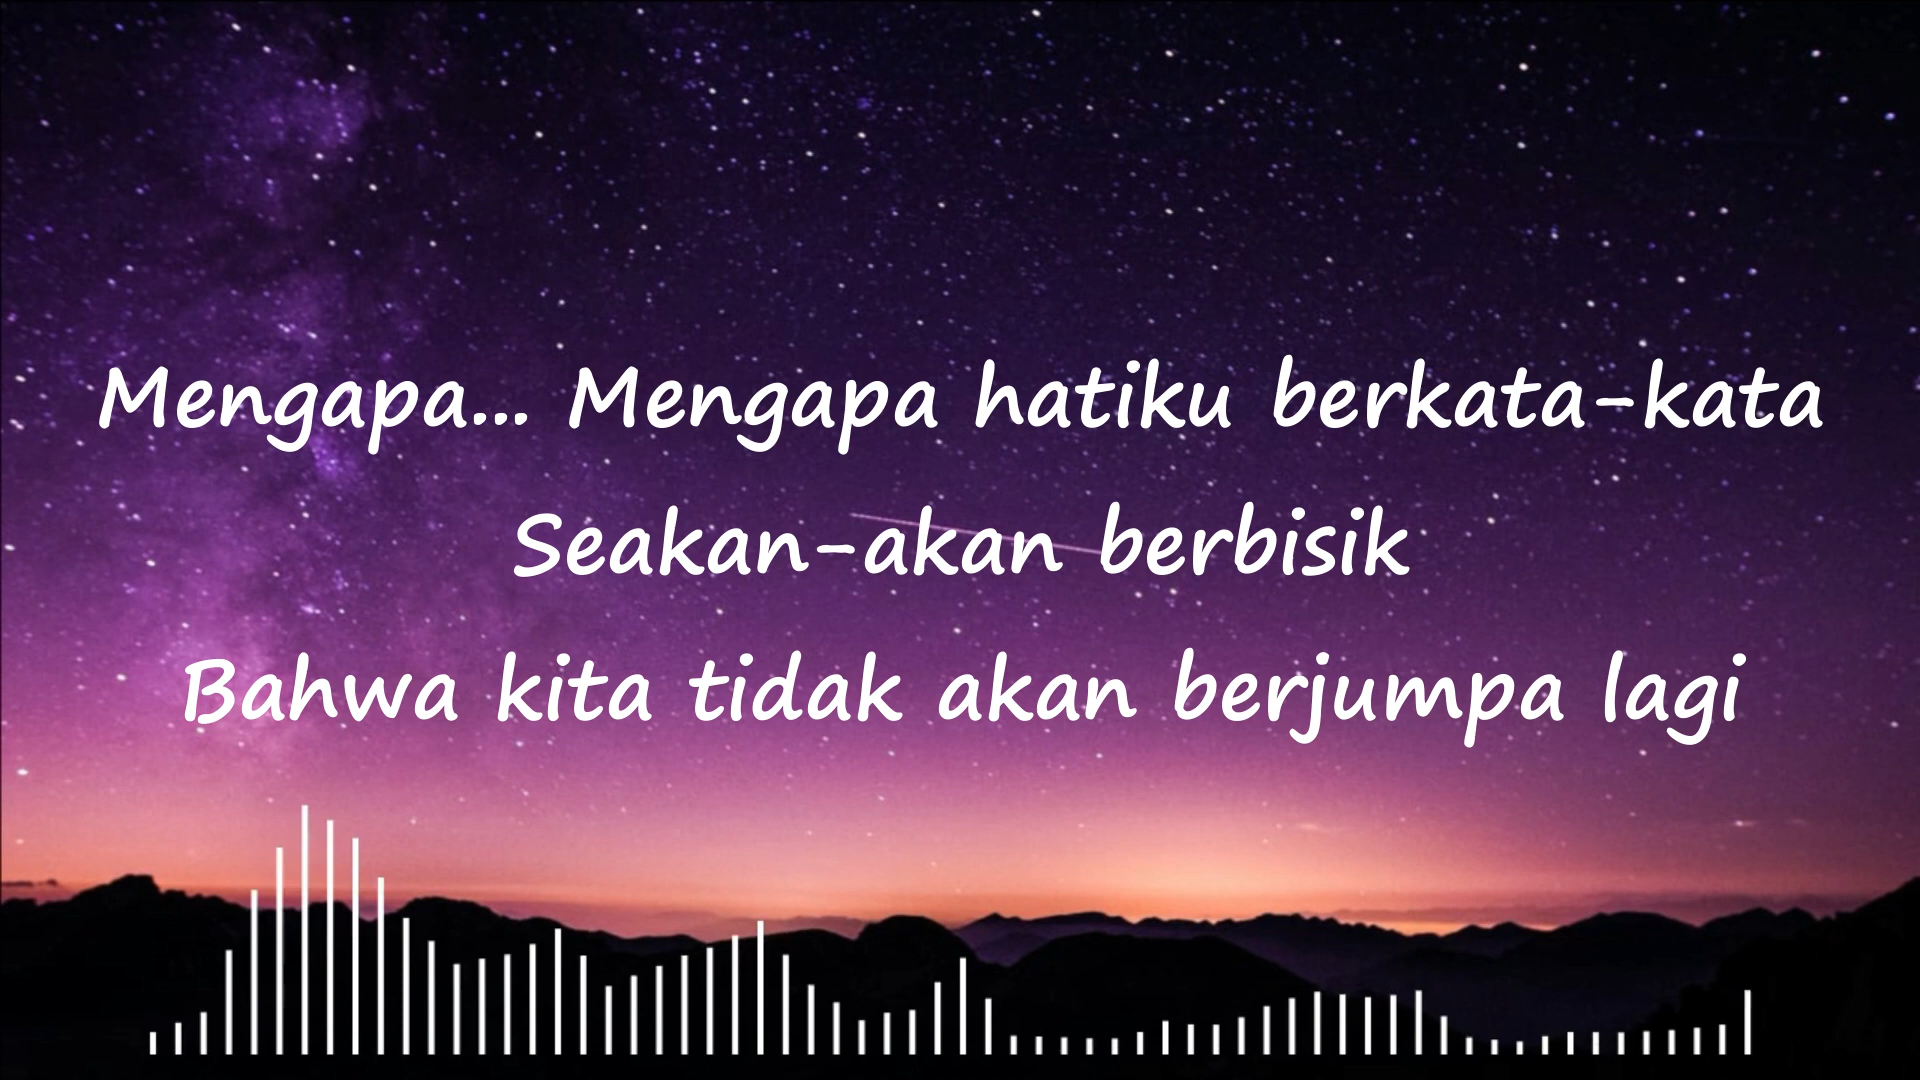 Mengapa... Mengapa hatiku berkata-kata
Seakan-akan berbisik
Bahwa kita tidak akan berjumpa lagi